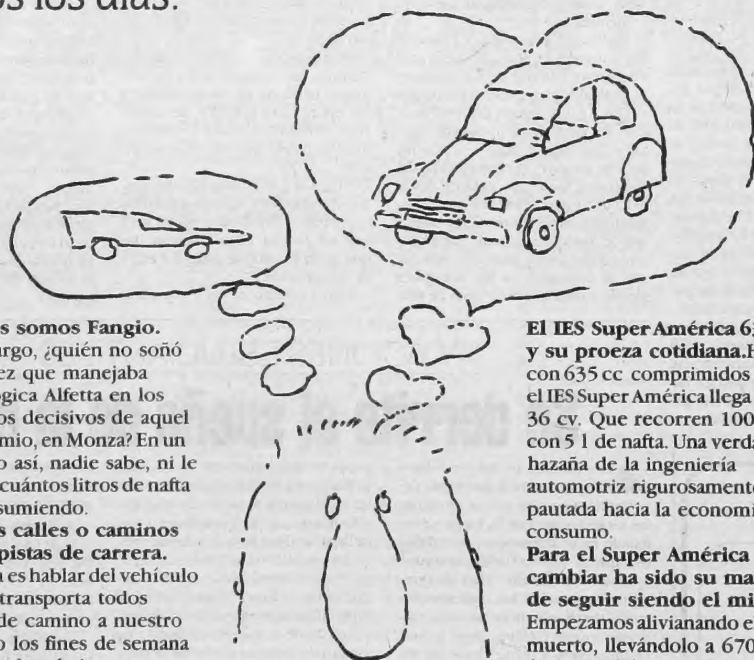 os los días.
s somos Fangio.
urgo, ¿quién no soñó
ez que manejaba
gica Alfetta en los
os decisivos de aquel
mio, en Monza? En un
o así, nadie sabe, ni le
cuántos litros de nafta
sumiendo.
s calles o caminos
pistas de carrera.
a es hablar del vehículo
transporta todos
de camino a nuestro
o los fines de semana
El IES Super América 6
y su proeza cotidiana.
con 635 cc comprimidos
el IES Super América llega
36 cv. Que recorren 100
con 5 l de nafta. Una verda
hazaña de la ingeniería
automotriz rigurosament
pautada hacia la economí
consumo.
Para el Super América
cambiar ha sido su ma
de seguir siendo el mi
Empezamos alivianando e
muerto, llevándolo a 670